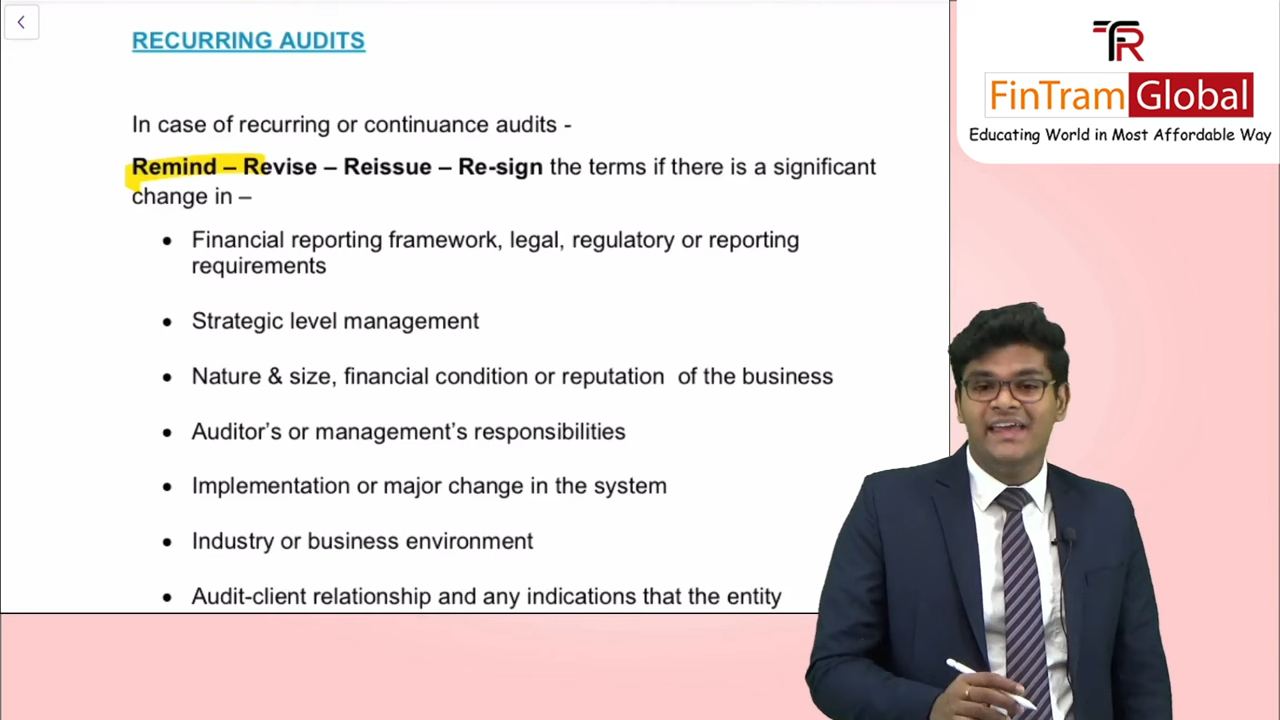 RECURRING AUDITS
In case of recurring or continuance audits -
Remind – Revise – Reissue – Re-sign the terms if there is a significant
change in –
• Financial reporting framework, legal, regulatory or reporting
requirements
• Strategic level management
• Nature & size, financial condition or reputation of the business
• Auditor’s or management’s responsibilities
• Implementation or major change in the system
• Industry or business environment
• Audit-client relationship and any indications that the entity
FinTram Global
Educating World in Most Affordable Way